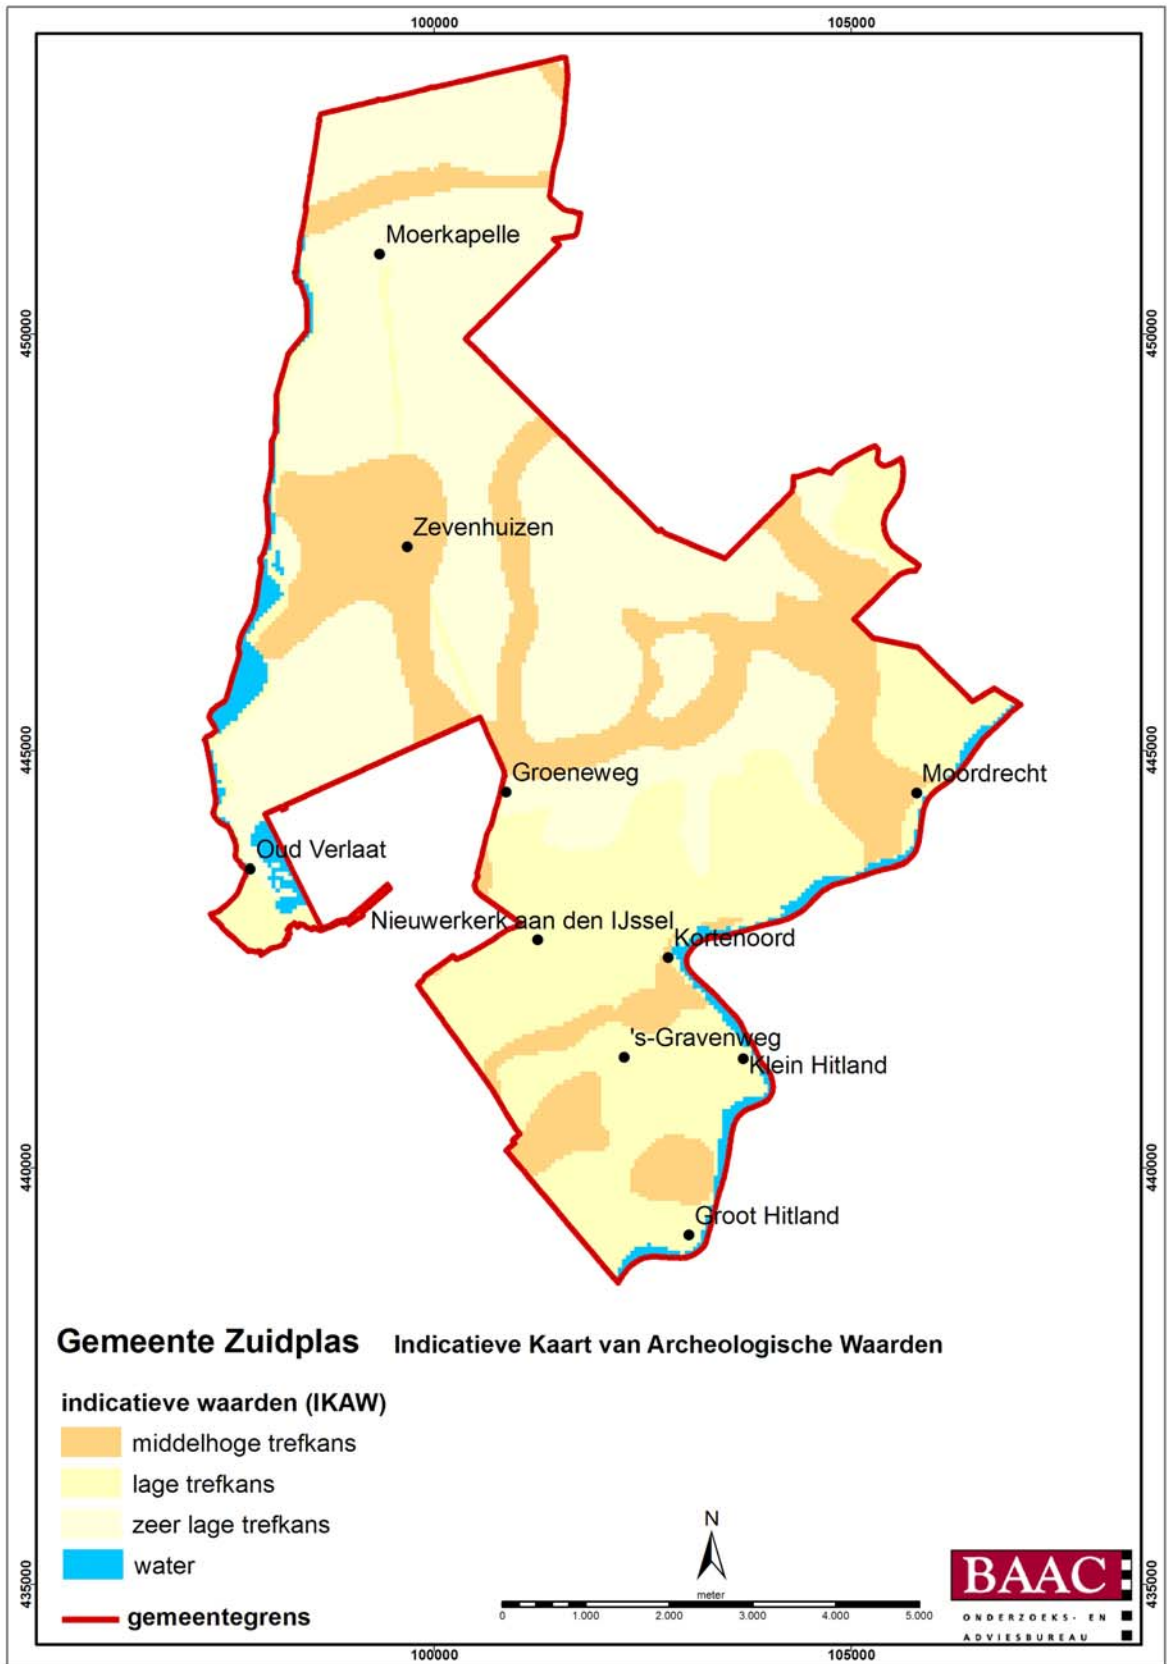 100000
105000
450000
450000
445000
445000
440000
440000
435000
435000
Moerkapelle
Zevenhuizen
Groeneweg
Moordrecht
Oud Verlaat
Nieuwerkerk aan den IJssel
Kortenoord
's-Gravenweg
Klein Hitland
Groot Hitland
Gemeente Zuidplas Indicatieve Kaart van Archeologische Waarden
indicatieve waarden (IKAW)
middelhoge trefkans
lage trefkans
zeer lage trefkans
water
gemeentegrens
N
meter
0 1.000 2.000 3.000 4.000 5.000
BAAC
ONDERZOEKS- EN
ADVIESBUREAU
100000
105000